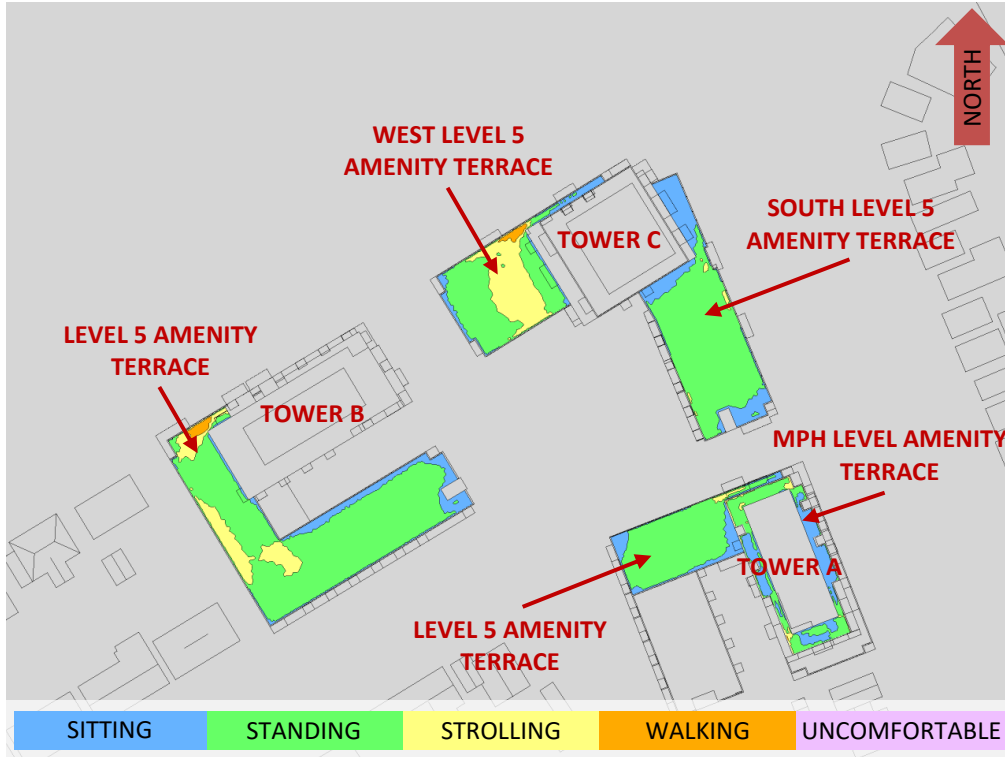 NORTH
WEST LEVEL 5
AMENITY TERRACE
SOUTH LEVEL 5
AMENITY TERRACE
TOWER C
LEVEL 5 AMENITY
TERRACE
TOWER B
MPH LEVEL AMENITY
TERRACE
TOWER A
LEVEL 5 AMENITY
TERRACE
SITTING
STANDING
STROLLING
WALKING
UNCOMFORTABLE